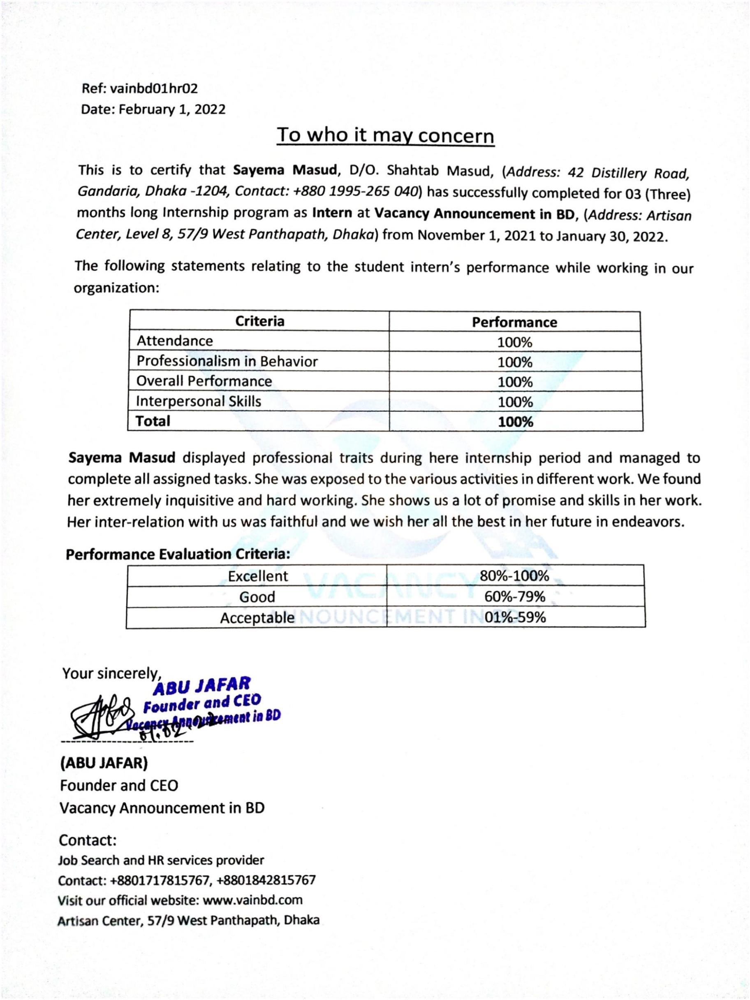 Ref: vainbd01hr02
Date: February 1, 2022
To who it may concern
This is to certify that Sayema Masud, D/O. Shahtab Masud, (Address: 42 Distillery Road,
Gandaria, Dhaka -1204, Contact: +880 1995-265 040) has successfully completed for 03 (Three)
months long Internship program as Intern at Vacancy Announcement in BD, (Address: Artisan
Center, Level 8, 57/9 West Panthapath, Dhaka) from November 1, 2021 to January 30, 2022.
The following statements relating to the student intern's performance while working in our
organization:
Criteria Performance
Attendance 100%
Professionalism in Behavior 100%
Overall Performance 100%
Interpersonal Skills 100%
Total 100%
Sayema Masud displayed professional traits during here internship period and managed to
complete all assigned tasks. She was exposed to the various activities in different work. We found
her extremely inquisitive and hard working. She shows us a lot of promise and skills in her work.
Her inter-relation with us was faithful and we wish her all the best in her future in endeavors.
Performance Evaluation Criteria:
Excellent 80%-100%
Good 60%-79%
Acceptable 01%-59%
VACANCY
ANNOUNCEMENT IN BD
Your sincerely,
ABU JAFAR
Founder and CEO
Vacancy Announcement in BD
01.02.22
(ABU JAFAR)
Founder and CEO
Vacancy Announcement in BD
Contact:
Job Search and HR services provider
Contact: +8801717815767, +8801842815767
Visit our official website: www.vainbd.com
Artisan Center, 57/9 West Panthapath, Dhaka